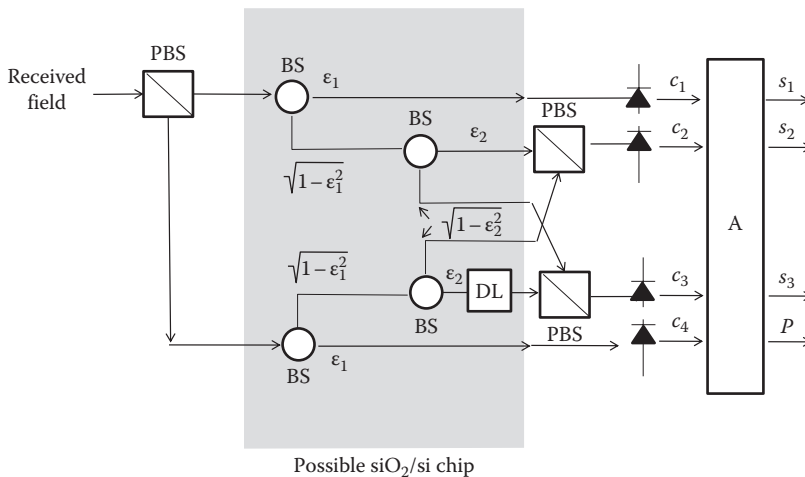 PBS
Received
field
BS
ε₁
c₁
s₁
BS
PBS
ε₂
c₂
s₂
√1 − ε₁²
A
√1 − ε₂²
√1 − ε₁²
ε₂
DL
c₃
s₃
BS
PBS
c₄
P
BS
ε₁
Possible siO₂/si chip